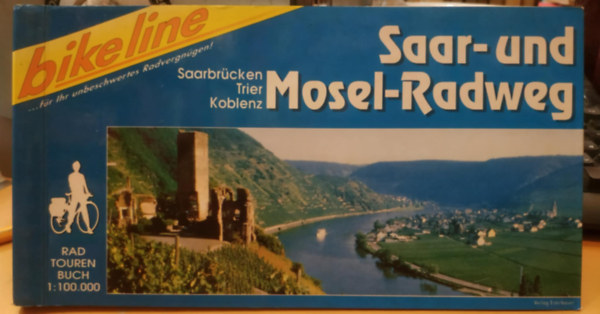 bikeline
...für Ihr unbeschwertes Radvergnügen!
Saar- und
Mosel-Radweg
Saarbrücken
Trier
Koblenz
RAD
TOUREN
BUCH
1:100.000